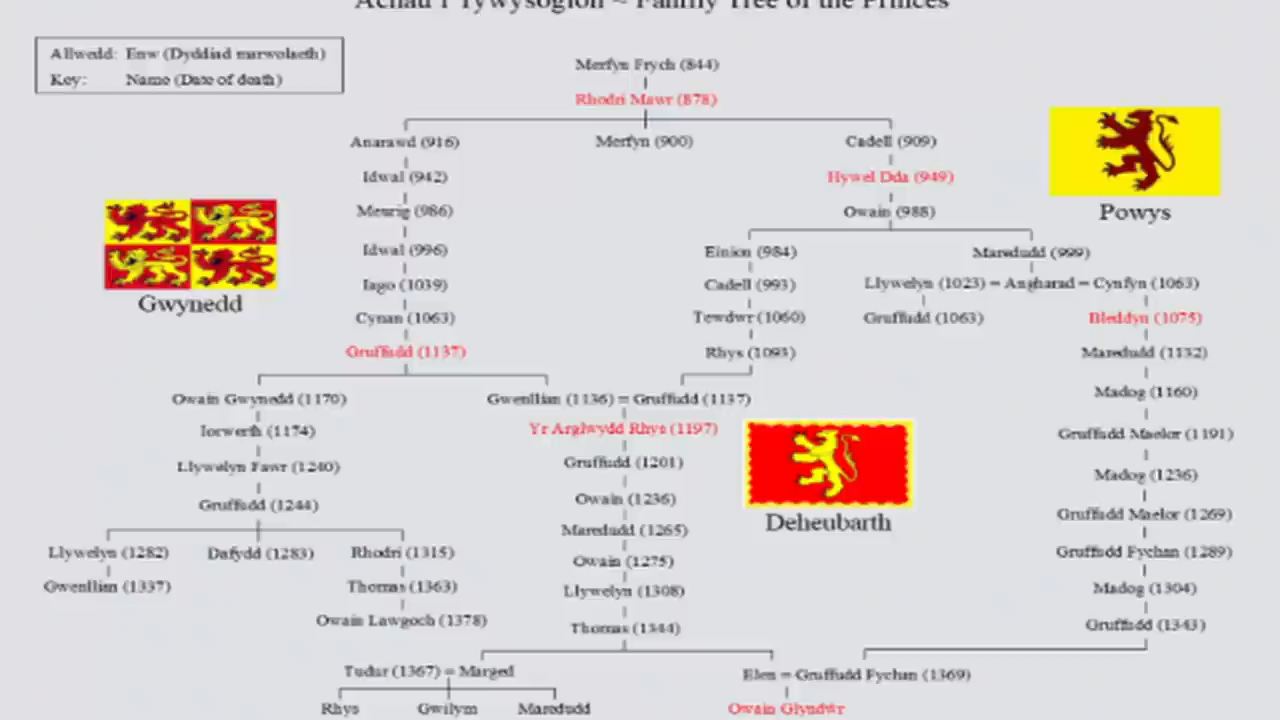 Achau'r Tywysogion ~ Family Tree of the Princes
Allwedd: Enw (Dyddiad marwolaeth)
Key: Name (Date of death)
Merfyn Frych (844)
Rhodri Mawr (878)
Anarawd (916) Merfyn (900) Cadell (909)
Idwal (942) Hywel Dda (949)
Meurig (986) Owain (988)
Powys
Idwal (996) Einion (984) Maredudd (999)
Iago (1039) Cadell (993) Llywelyn (1023) = Angharad = Cynfyn (1063)
Gwynedd
Cynan (1063) Tewdwr (1060) Gruffudd (1063) Bleddyn (1075)
Gruffudd (1137) Rhys (1093) Maredudd (1132)
Madog (1160)
Owain Gwynedd (1170) Gwenllian (1136) = Gruffudd (1137)
Iorwerth (1174) Yr Arglwydd Rhys (1197) Gruffudd Maelor (1191)
Llywelyn Fawr (1240) Gruffudd (1201) Madog (1236)
Gruffudd (1244) Owain (1236) Gruffudd Maelor (1269)
Deheubarth
Maredudd (1265)
Llywelyn (1282) Dafydd (1283) Rhodri (1315) Owain (1275) Gruffudd Fychan (1289)
Gwenllian (1337) Thomas (1363) Llywelyn (1308) Madog (1304)
Owain Lawgoch (1378) Thomas (1344) Gruffudd (1343)
Tudur (1367) = Marged Elen = Gruffudd Fychan (1369)
Rhys Gwilym Maredudd Owain Glyndŵr